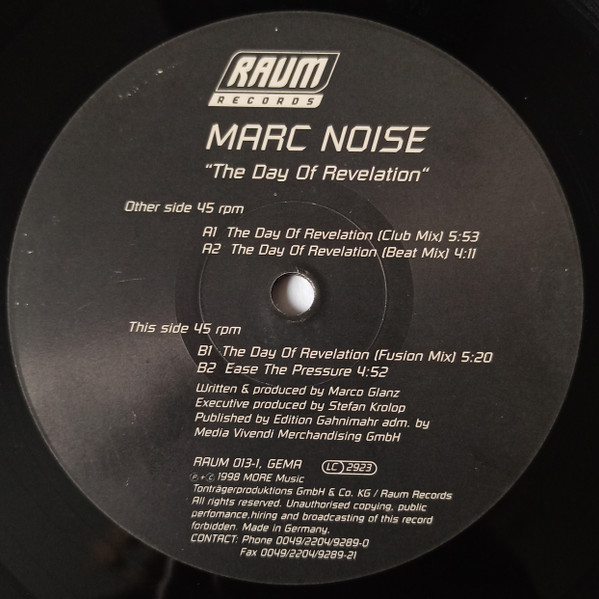 RAUM
RECORDS
MARC NOISE
"The Day Of Revelation"
Other side 45 rpm
A1 The Day Of Revelation (Club Mix) 5:53
A2 The Day Of Revelation (Beat Mix) 4:11
This side 45 rpm
B1 The Day Of Revelation (Fusion Mix) 5:20
B2 Ease The Pressure 4:52
Written & produced by Marco Glanz
Executive produced by Stefan Krolop
Published by Edition Gahnimahr adm. by
Media Vivendi Merchandising GmbH
RAUM 013-1, GEMA LC 2923
℗+© 1998 MORE Music
Tonträgerproduktions GmbH & Co. KG / Raum Records
All rights reserved. Unauthorised copying, public
perfomance,hiring and broadcasting of this record
forbidden. Made in Germany.
CONTACT: Phone 0049/2204/9289-0
Fax 0049/2204/9289-21